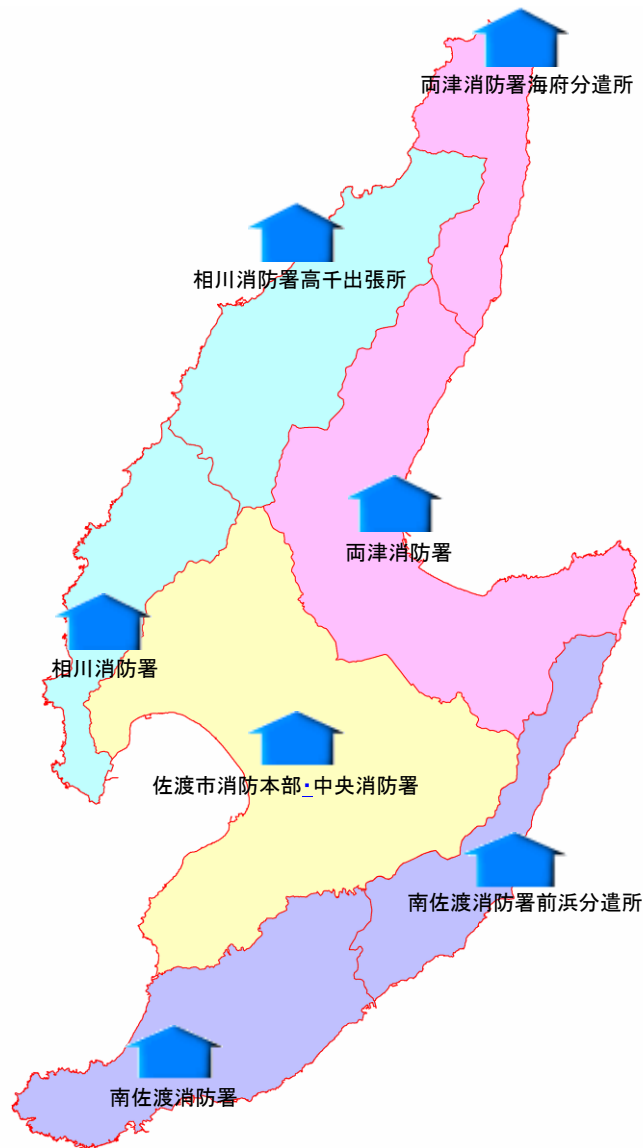 両津消防署海府分遣所
相川消防署高千出張所
両津消防署
相川消防署
佐渡市消防本部・中央消防署
南佐渡消防署前浜分遣所
南佐渡消防署